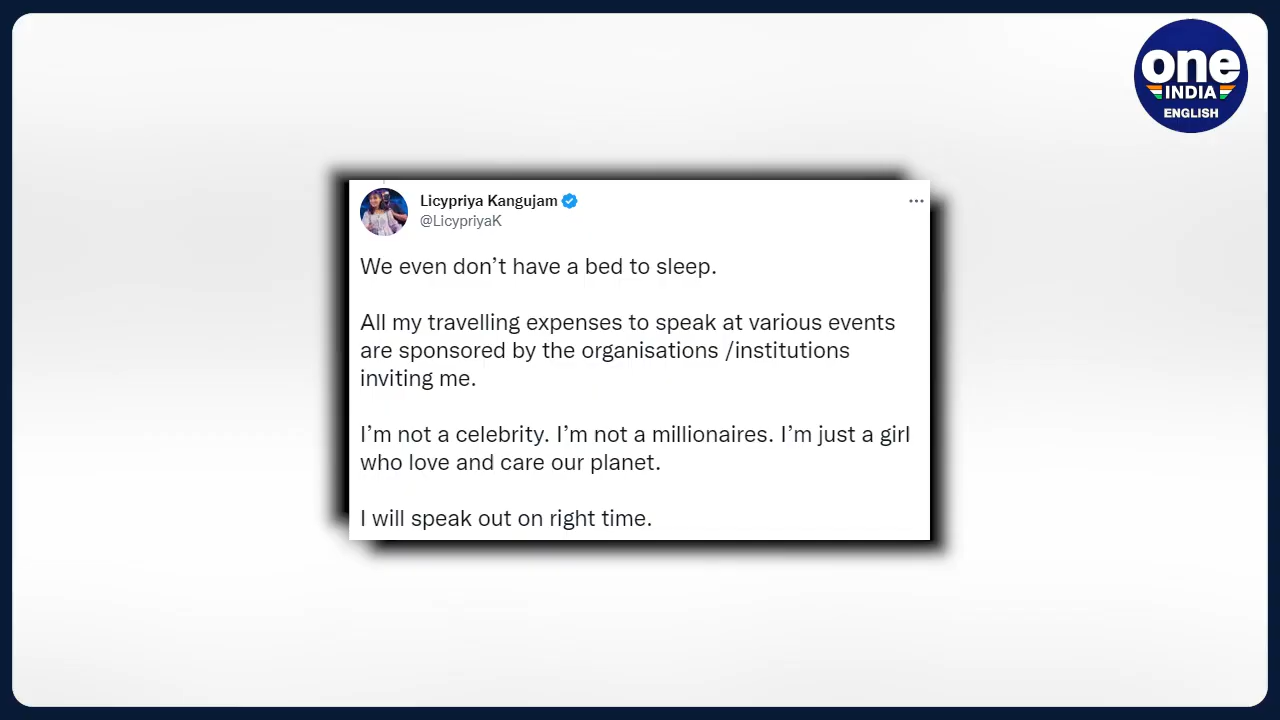 one
INDIA
ENGLISH
Licypriya Kangujam
@LicypriyaK
We even don’t have a bed to sleep.
All my travelling expenses to speak at various events
are sponsored by the organisations /institutions
inviting me.
I’m not a celebrity. I’m not a millionaires. I’m just a girl
who love and care our planet.
I will speak out on right time.